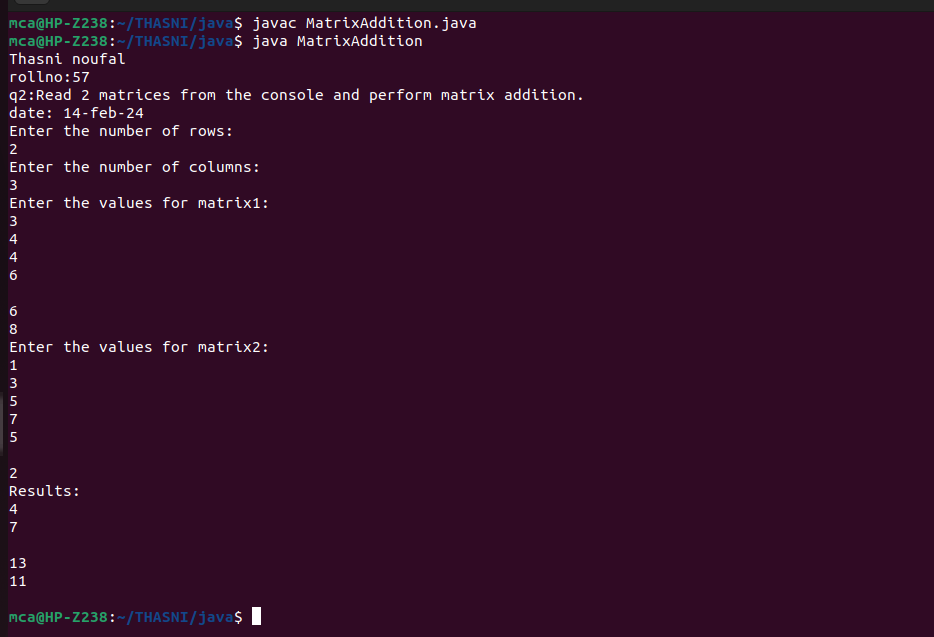 mca@HP-Z238:~/THASNI/java$ javac MatrixAddition.java
mca@HP-Z238:~/THASNI/java$ java MatrixAddition
Thasni noufal
rollno:57
q2:Read 2 matrices from the console and perform matrix addition.
date: 14-feb-24
Enter the number of rows:
2
Enter the number of columns:
3
Enter the values for matrix1:
3
4
4
6
6
8
Enter the values for matrix2:
1
3
5
7
5
2
Results:
4
7
13
11
mca@HP-Z238:~/THASNI/java$